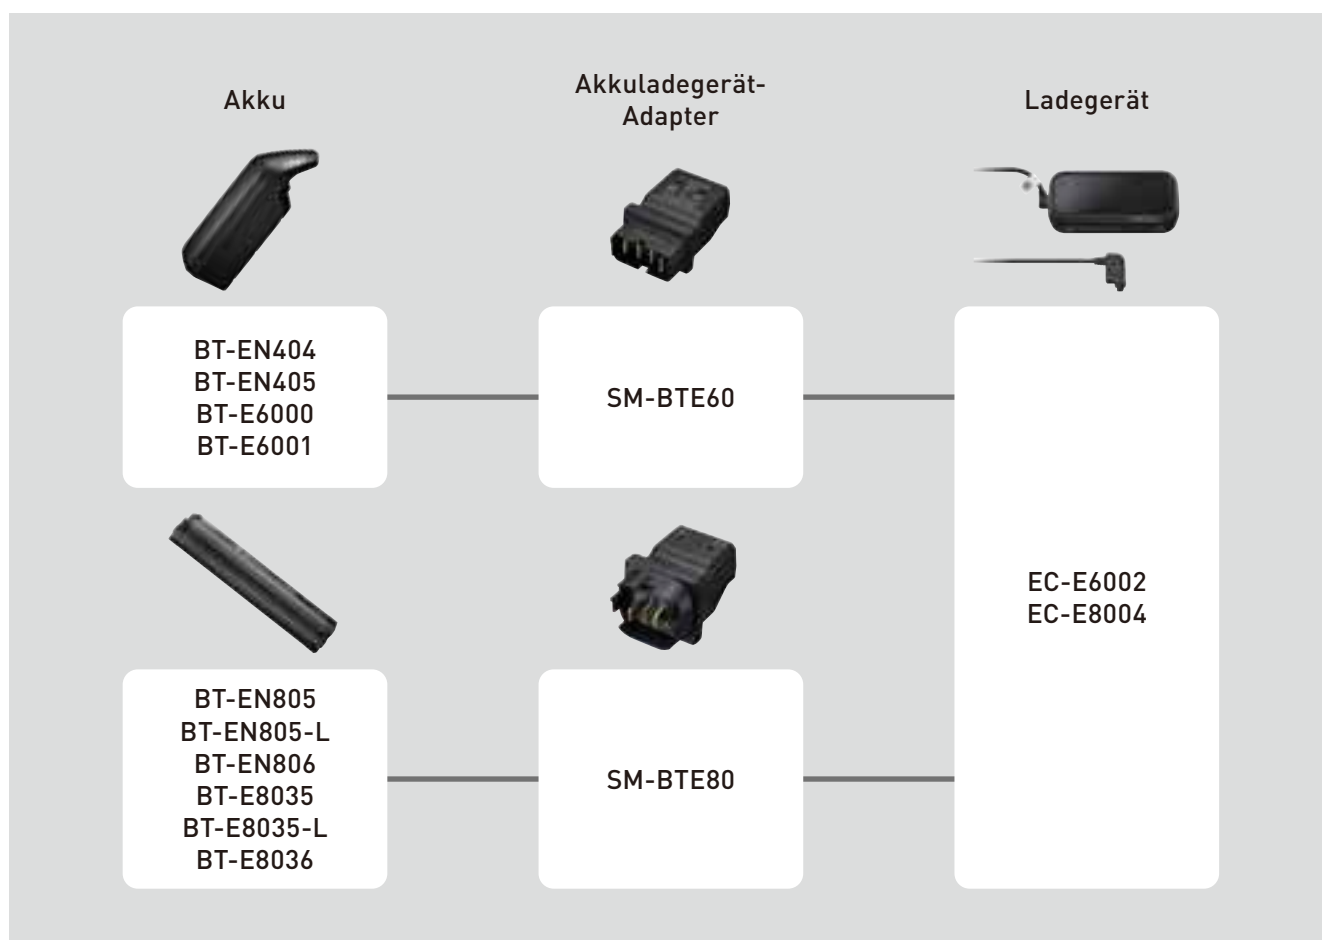 Akku
Akkuladegerät-
Adapter
Ladegerät
BT-EN404
BT-EN405
BT-E6000
BT-E6001
SM-BTE60
EC-E6002
EC-E8004
BT-EN805
BT-EN805-L
BT-EN806
BT-E8035
BT-E8035-L
BT-E8036
SM-BTE80